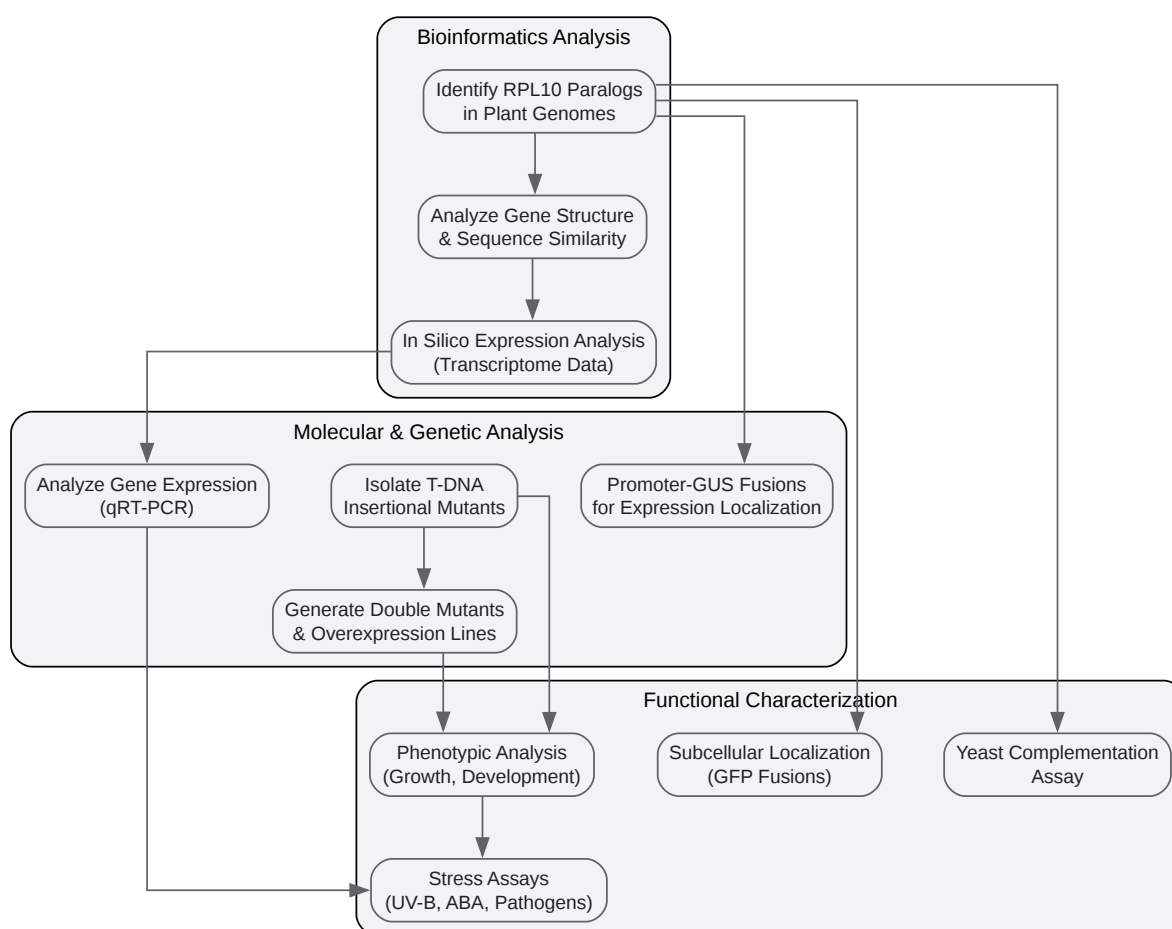 Bioinformatics Analysis
Identify RPL10 Paralogs
in Plant Genomes
Analyze Gene Structure
& Sequence Similarity
In Silico Expression Analysis
(Transcriptome Data)
Molecular & Genetic Analysis
Analyze Gene Expression
(qRT-PCR)
Isolate T-DNA
Insertional Mutants
Promoter-GUS Fusions
for Expression Localization
Generate Double Mutants
& Overexpression Lines
Functional Characterization
Phenotypic Analysis
(Growth, Development)
Subcellular Localization
(GFP Fusions)
Yeast Complementation
Assay
Stress Assays
(UV-B, ABA, Pathogens)